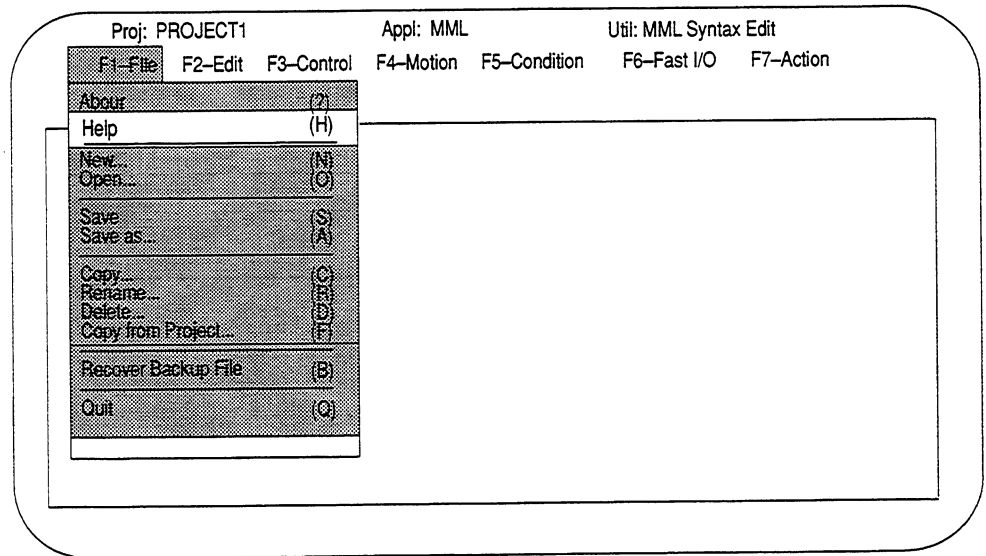 Proj: PROJECT1 Appl: MML Util: MML Syntax Edit
F1–File F2–Edit F3–Control F4–Motion F5–Condition F6–Fast I/O F7–Action
Abour (?)
Help (H)
New... (N)
Open... (O)
Save (S)
Save as... (A)
Copy... (C)
Rename... (R)
Delete... (D)
Copy from Project... (F)
Recover Backup File (B)
Quit (Q)